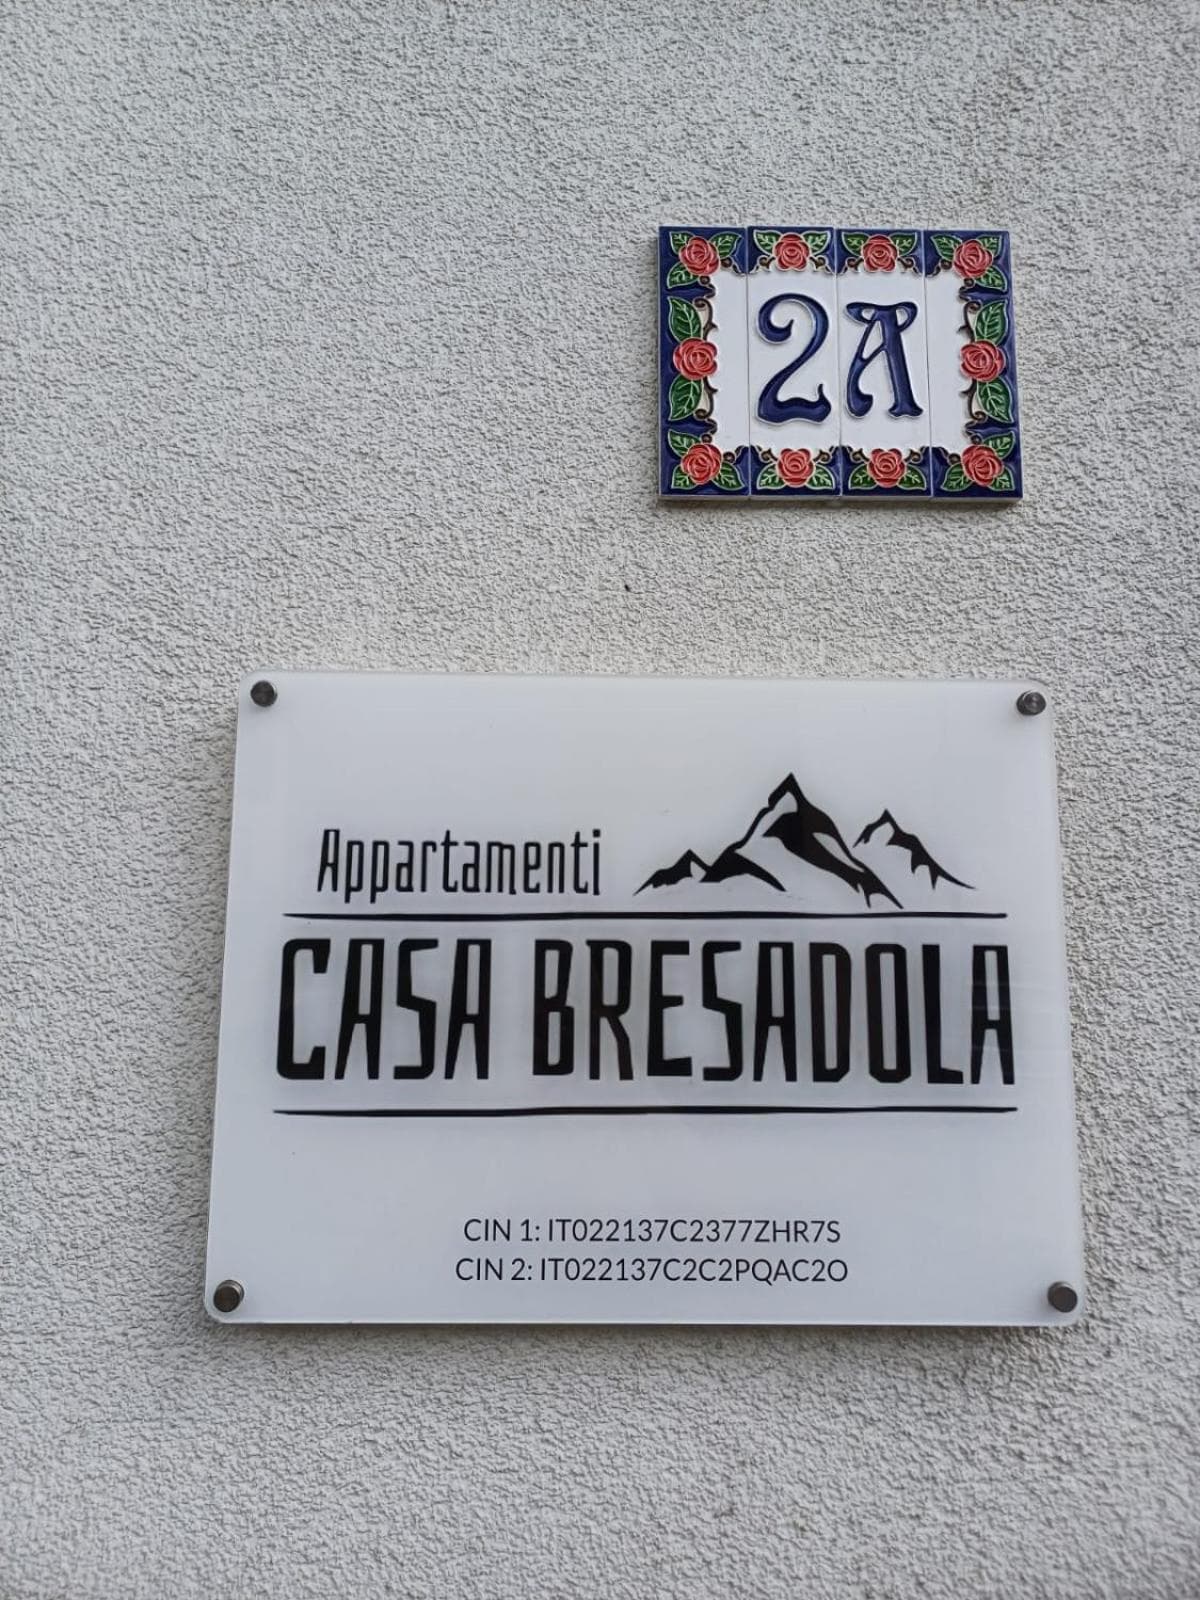 2A
Appartamenti
CASA BRESADOLA
CIN 1: IT022137C2377ZHR7S
CIN 2: IT022137C2C2PQAC2O